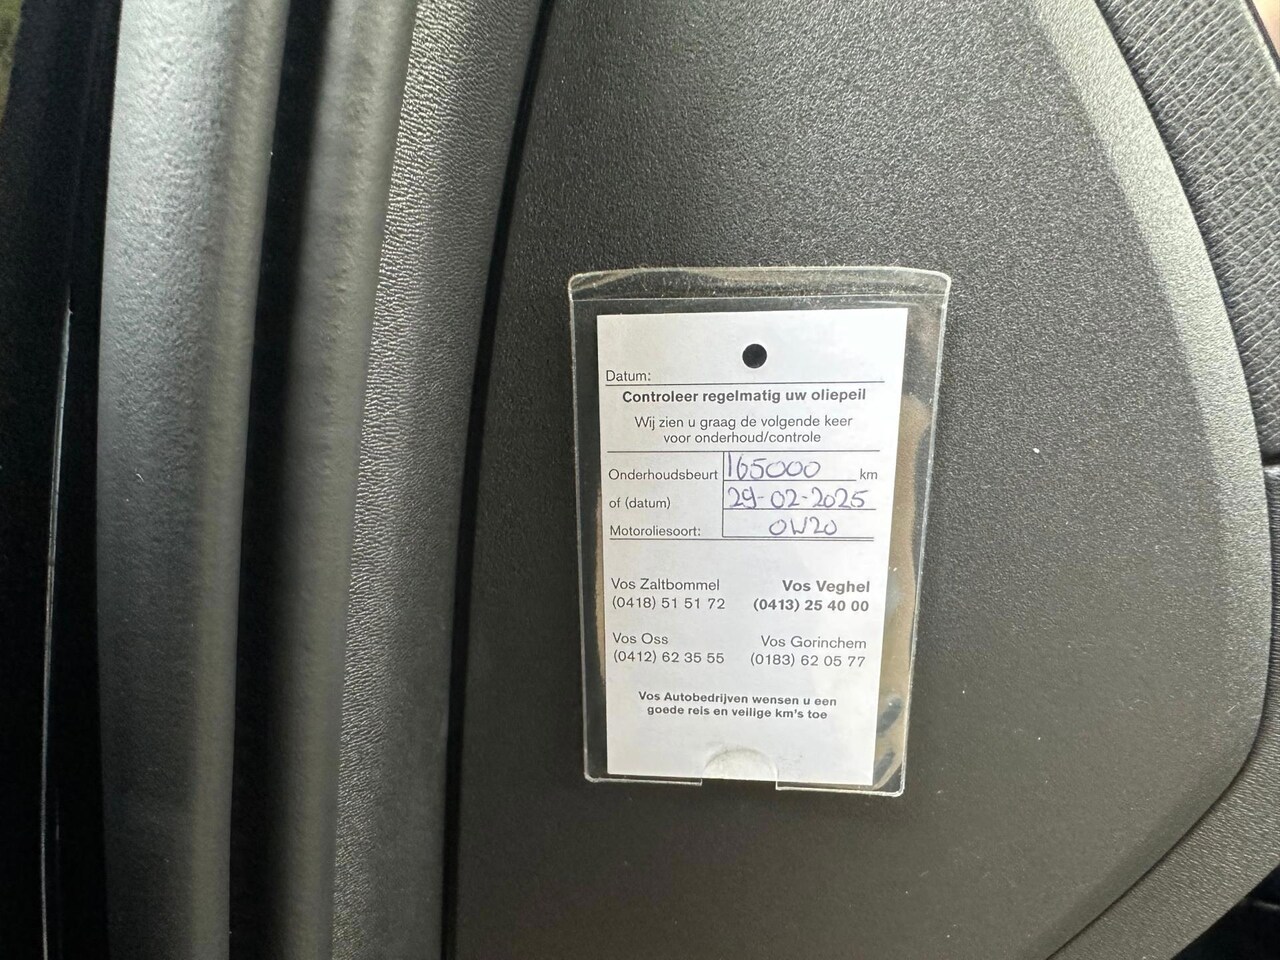 Datum:
Controleer regelmatig uw oliepeil
Wij zien u graag de volgende keer
voor onderhoud/controle
Onderhoudsbeurt 165000 km
of (datum) 29-02-2025
Motoroliesoort: 0W20
Vos Zaltbommel Vos Veghel
(0418) 51 51 72 (0413) 25 40 00
Vos Oss Vos Gorinchem
(0412) 62 35 55 (0183) 62 05 77
Vos Autobedrijven wensen u een
goede reis en veilige km's toe